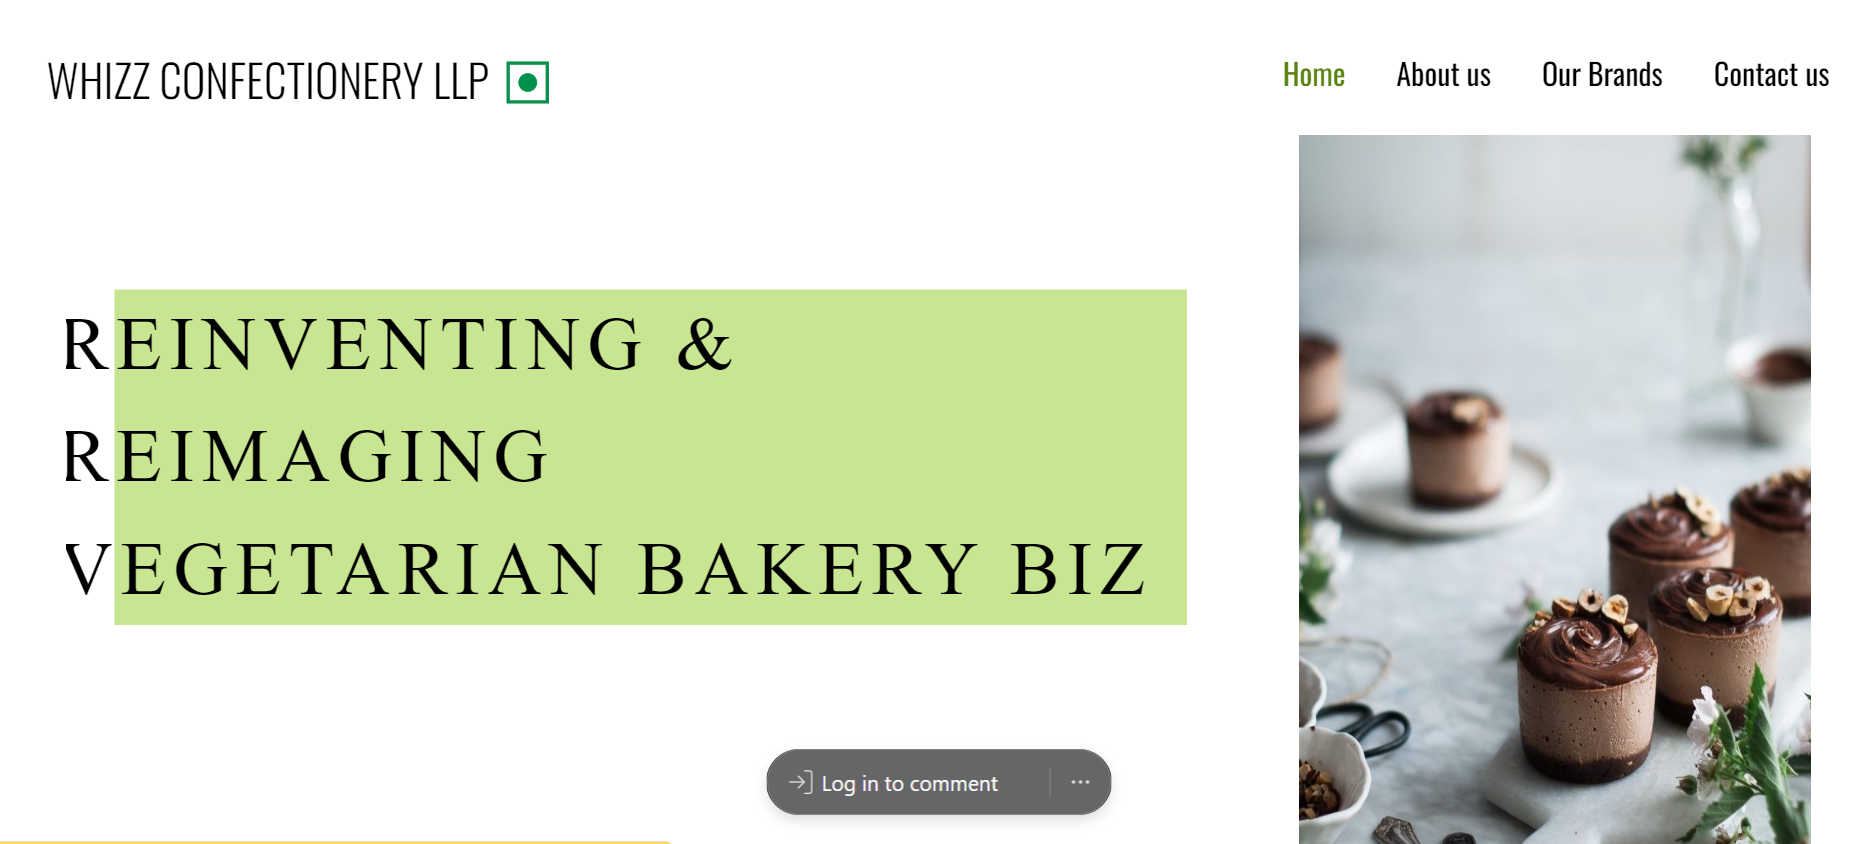 WHIZZ CONFECTIONERY LLP
Home About us Our Brands Contact us
REINVENTING &
REIMAGING
VEGETARIAN BAKERY BIZ
Log in to comment